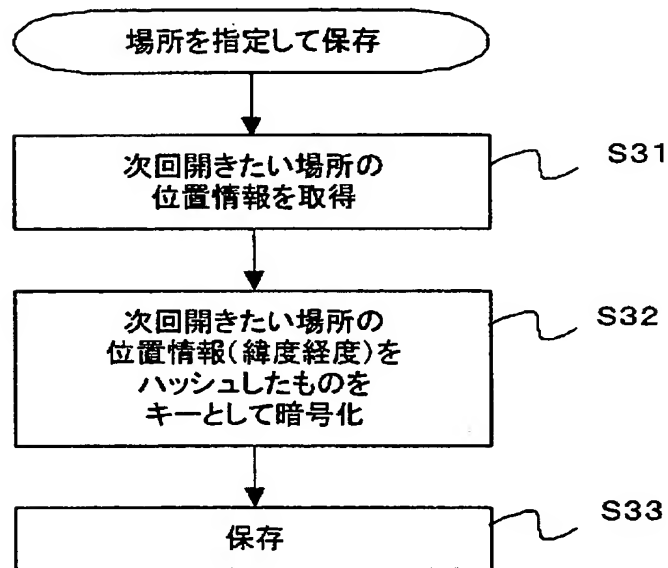 場所を指定して保存
次回開きたい場所の
位置情報を取得
S31
次回開きたい場所の
位置情報(緯度経度)を
ハッシュしたものを
キーとして暗号化
S32
保存
S33